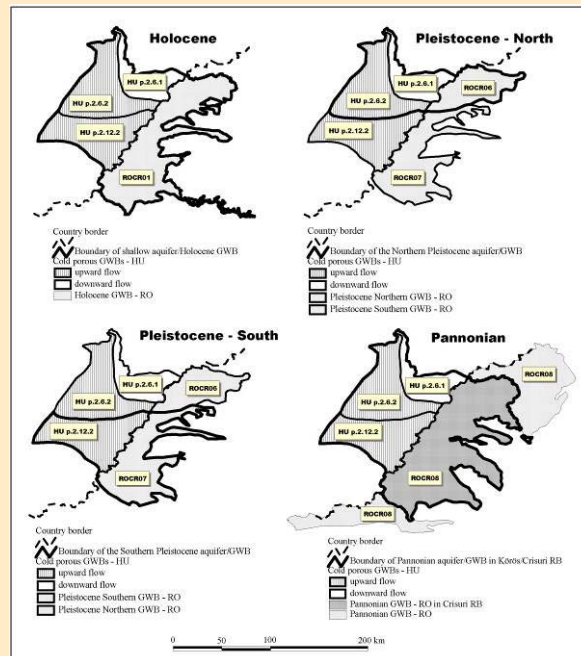 Holocene
HU p.2.6.1
HU p.2.6.2
HU p.2.12.2
ROCR01
Country border
Boundary of shallow aquifer/Holocene GWB
Cold porous GWBs - HU
upward flow
downward flow
Holocene GWB - RO
Pleistocene - North
HU p.2.6.1
ROCR06
HU p.2.6.2
HU p.2.12.2
ROCR07
Country border
Boundary of the Northern Pleistocene aquifer/GWB
Cold porous GWBs - HU
upward flow
downward flow
Pleistocene Northern GWB - RO
Pleistocene Southern GWB - RO
Pleistocene - South
HU p.2.6.1
ROCR06
HU p.2.6.2
HU p.2.12.2
ROCR07
Country border
Boundary of the Southern Pleistocene aquifer/GWB
Cold porous GWBs - HU
upward flow
downward flow
Pleistocene Southern GWB - RO
Pleistocene Northern GWB - RO
Pannonian
ROCR08
HU p.2.6.1
HU p.2.6.2
HU p.2.12.2
ROCR08
ROCR08
Country border
Boundary of Pannonian aquifer/GWB in Körös/Crisuri RB
Cold porous GWBs - HU
upward flow
downward flow
Pannonian GWB - RO in Crisuri RB
Pannonian GWB - RO
0 50 100 200 km